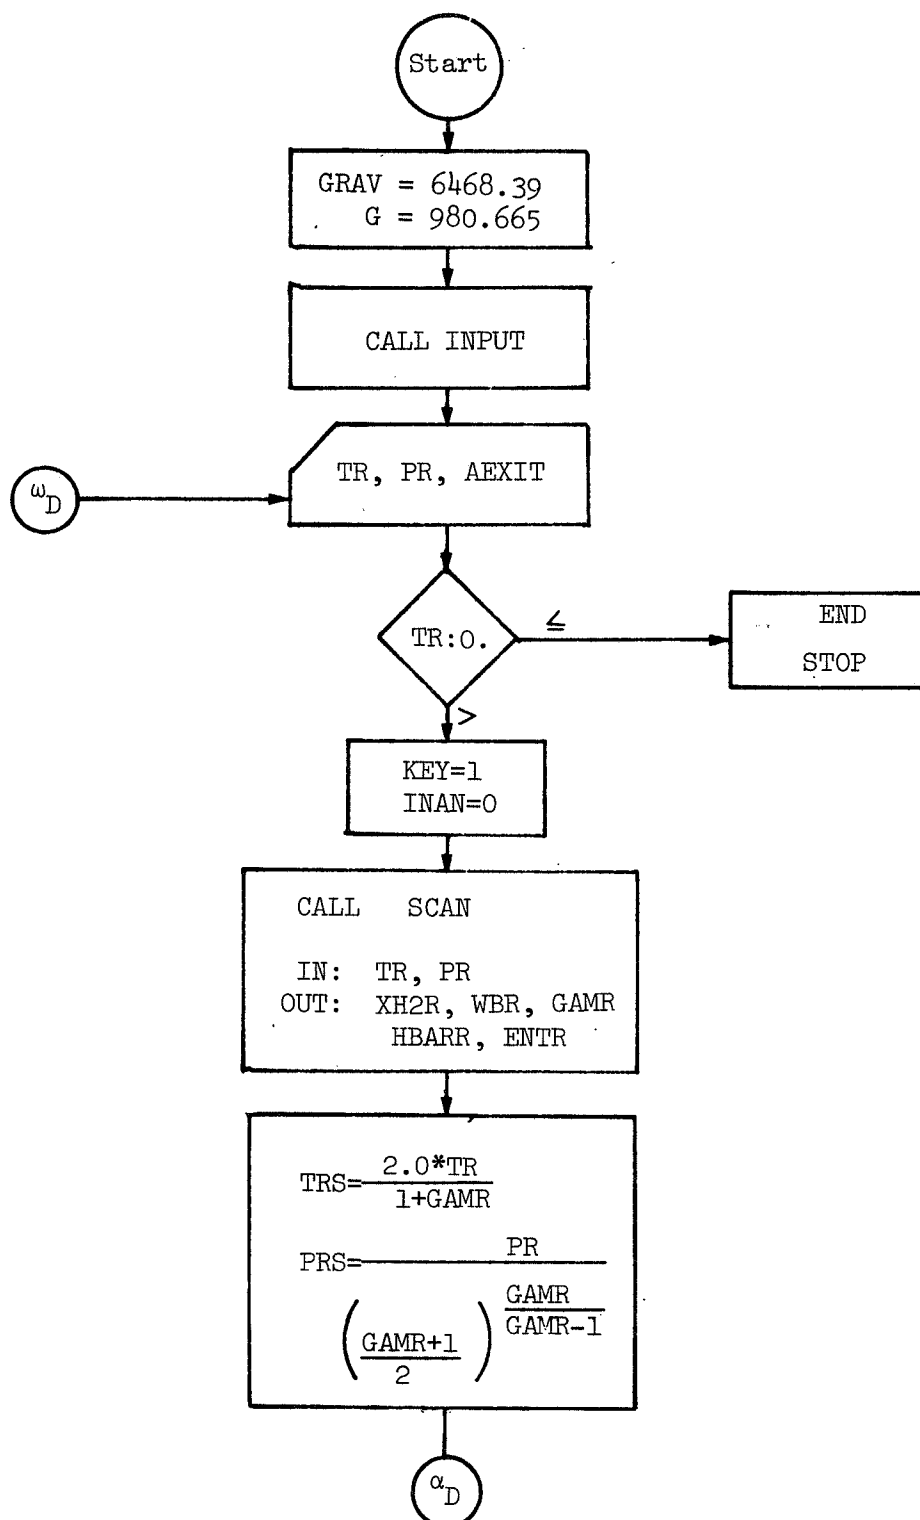 Start
GRAV = 6468.39
G = 980.665
CALL INPUT
TR, PR, AEXIT
ωD
TR:0.
≤
END
STOP
>
KEY=1
INAN=0
CALL SCAN
IN: TR, PR
OUT: XH2R, WBR, GAMR
HBARR, ENTR
TRS=2.0*TR
1+GAMR
PRS=PR
(GAMR+1
2)
GAMR
GAMR-1
αD